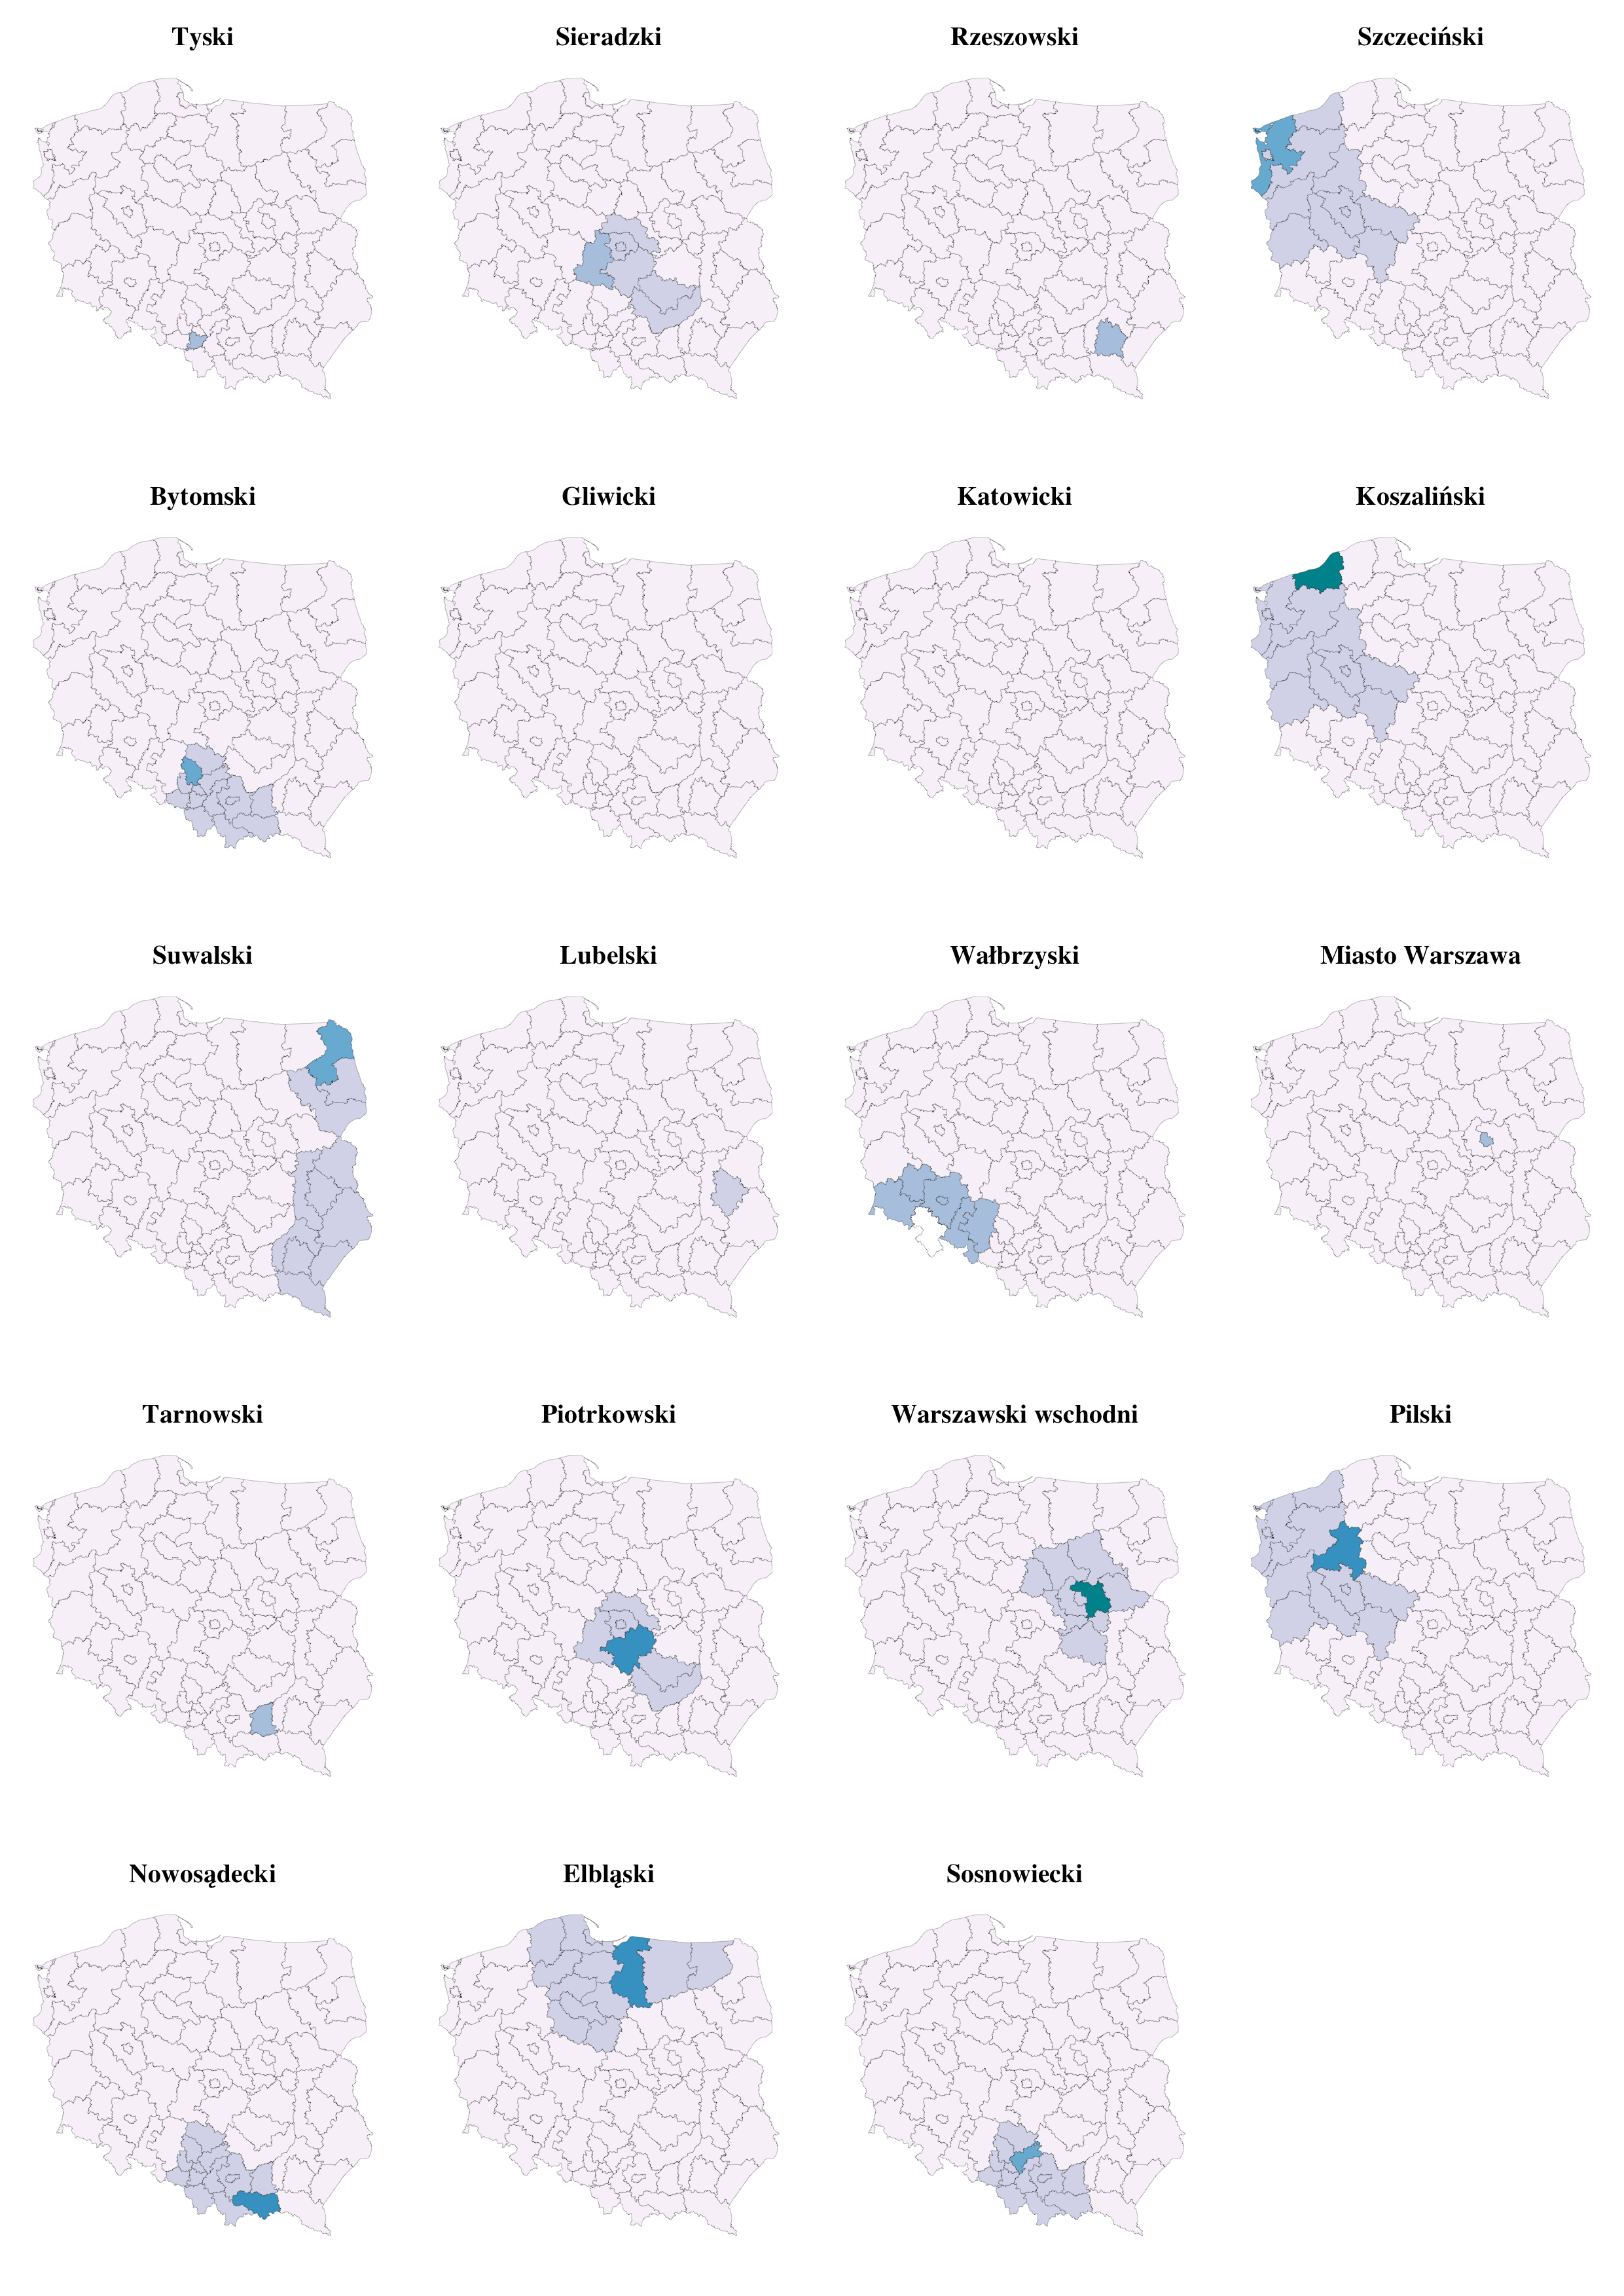 Tyski
Sieradzki
Rzeszowski
Szczeciński
Bytomski
Gliwicki
Katowicki
Koszaliński
Suwalski
Lubelski
Wałbrzyski
Miasto Warszawa
Tarnowski
Piotrkowski
Warszawski wschodni
Pilski
Nowosądecki
Elbląski
Sosnowiecki